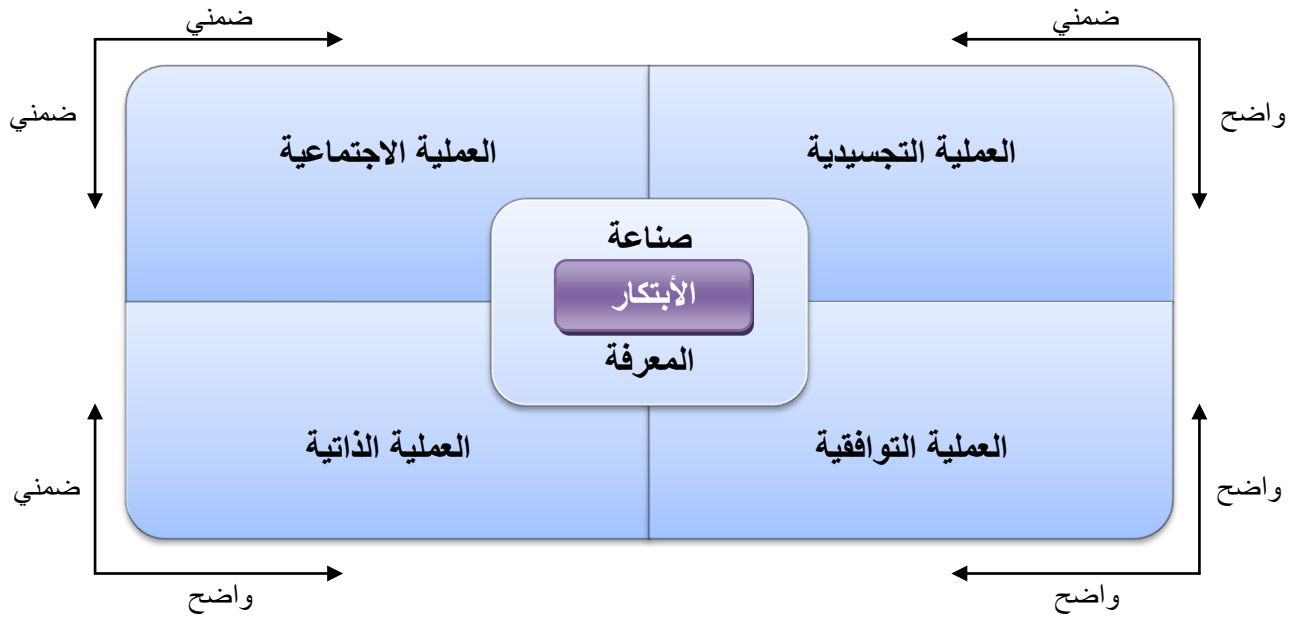 ضمني
ضمني
ضمني
واضح
العملية التجسيدية
العملية الاجتماعية
صناعة
الأبتكار
المعرفة
العملية التوافقية
العملية الذاتية
واضح
ضمني
واضح
واضح